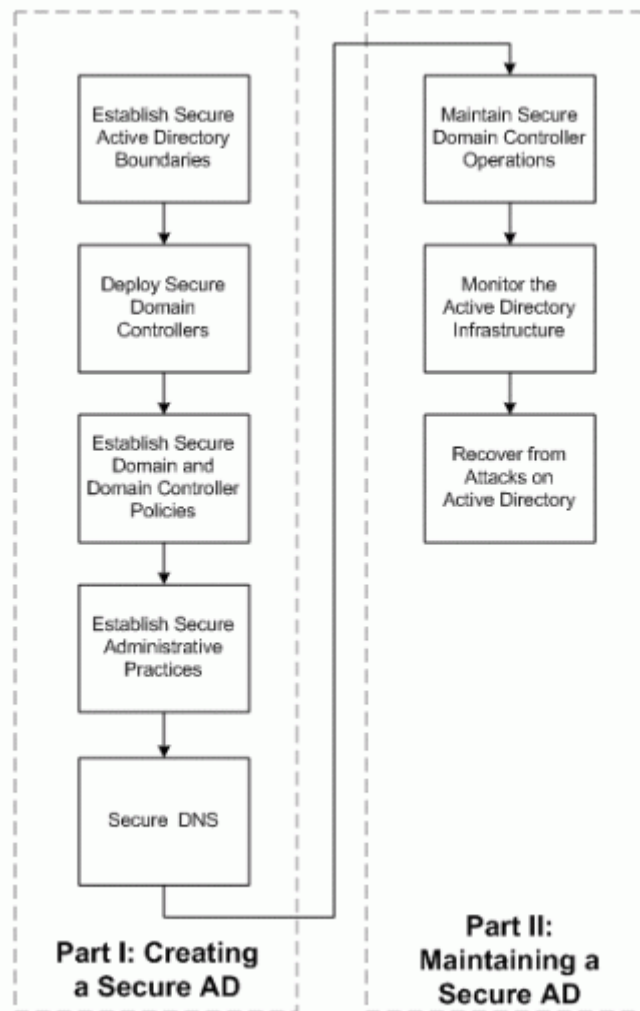 Establish Secure
Active Directory
Boundaries
Deploy Secure
Domain
Controllers
Establish Secure
Domain and
Domain Controller
Policies
Establish Secure
Administrative
Practices
Secure DNS
Part I: Creating
a Secure AD
Maintain Secure
Domain Controller
Operations
Monitor the
Active Directory
Infrastructure
Recover from
Attacks on
Active Directory
Part II:
Maintaining a
Secure AD